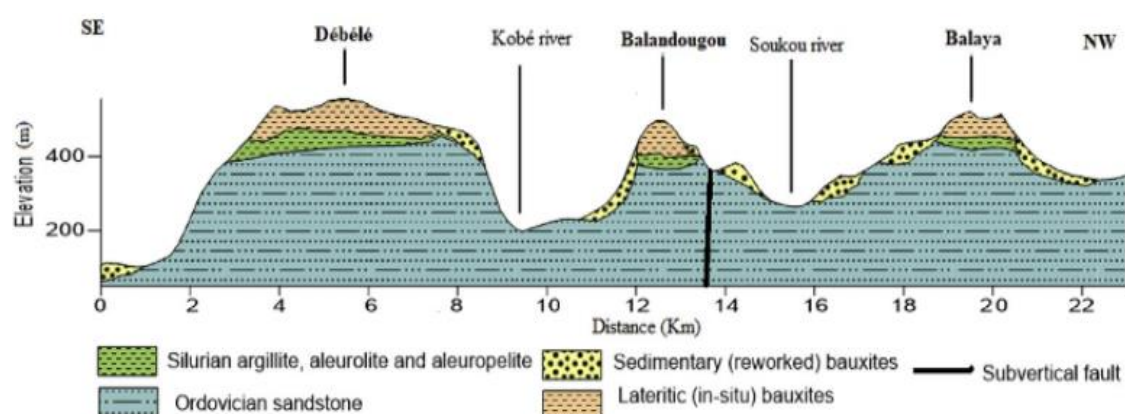 SE
Débélé
Kobé river
Balandougou
Soukou river
Balaya
NW
Elevation (m)
400
200
0 2 4 6 8 10 12 14 16 18 20 22
Distance (Km)
Silurian argillite, aleurolite and aleuropelite
Sedimentary (reworked) bauxites
Subvertical fault
Ordovician sandstone
Lateritic (in-situ) bauxites